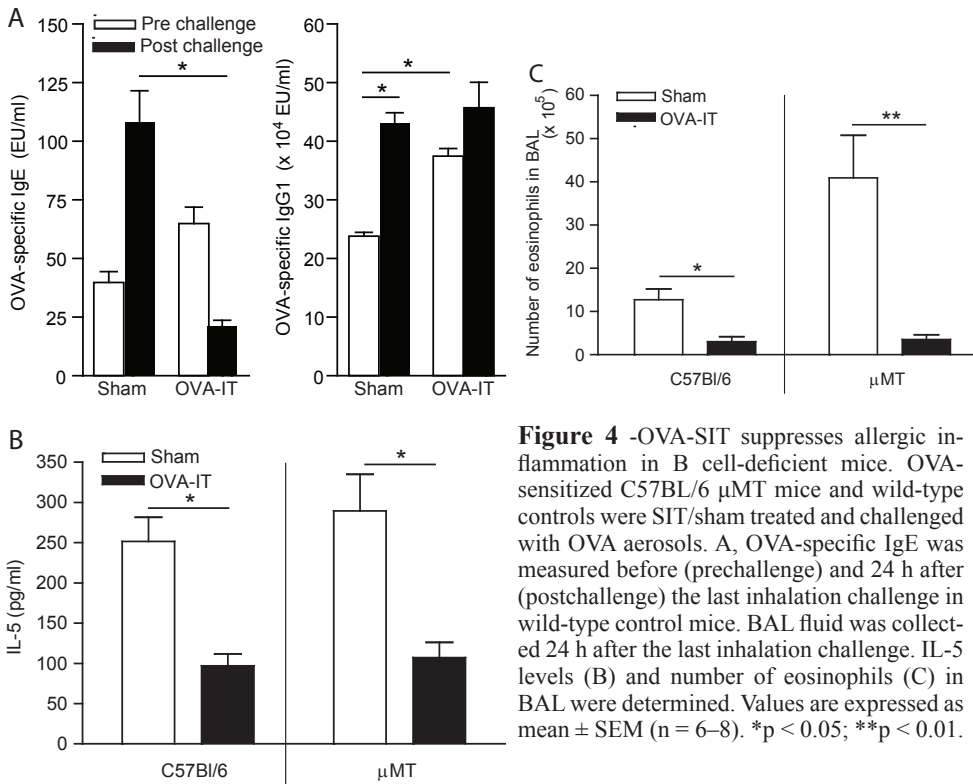 A
Pre challenge
Post challenge
OVA-specific IgE (EU/ml)
150
125
100
75
50
25
0
*
Sham
OVA-IT
OVA-specific IgG1 (x 10⁴ EU/ml)
60
50
40
30
20
10
0
*
*
Sham
OVA-IT
C
Sham
OVA-IT
Number of eosinophils in BAL
(x 10⁵)
60
50
40
30
20
10
0
*
**
C57Bl/6
µMT
B
Sham
OVA-IT
IL-5 (pg/ml)
350
300
250
200
150
100
50
0
*
*
C57Bl/6
µMT
Figure 4 -OVA-SIT suppresses allergic in-
flammation in B cell-deficient mice. OVA-
sensitized C57BL/6 µMT mice and wild-type
controls were SIT/sham treated and challenged
with OVA aerosols. A, OVA-specific IgE was
measured before (prechallenge) and 24 h after
(postchallenge) the last inhalation challenge in
wild-type control mice. BAL fluid was collect-
ed 24 h after the last inhalation challenge. IL-5
levels (B) and number of eosinophils (C) in
BAL were determined. Values are expressed as
mean ± SEM (n = 6–8). *p < 0.05; **p < 0.01.